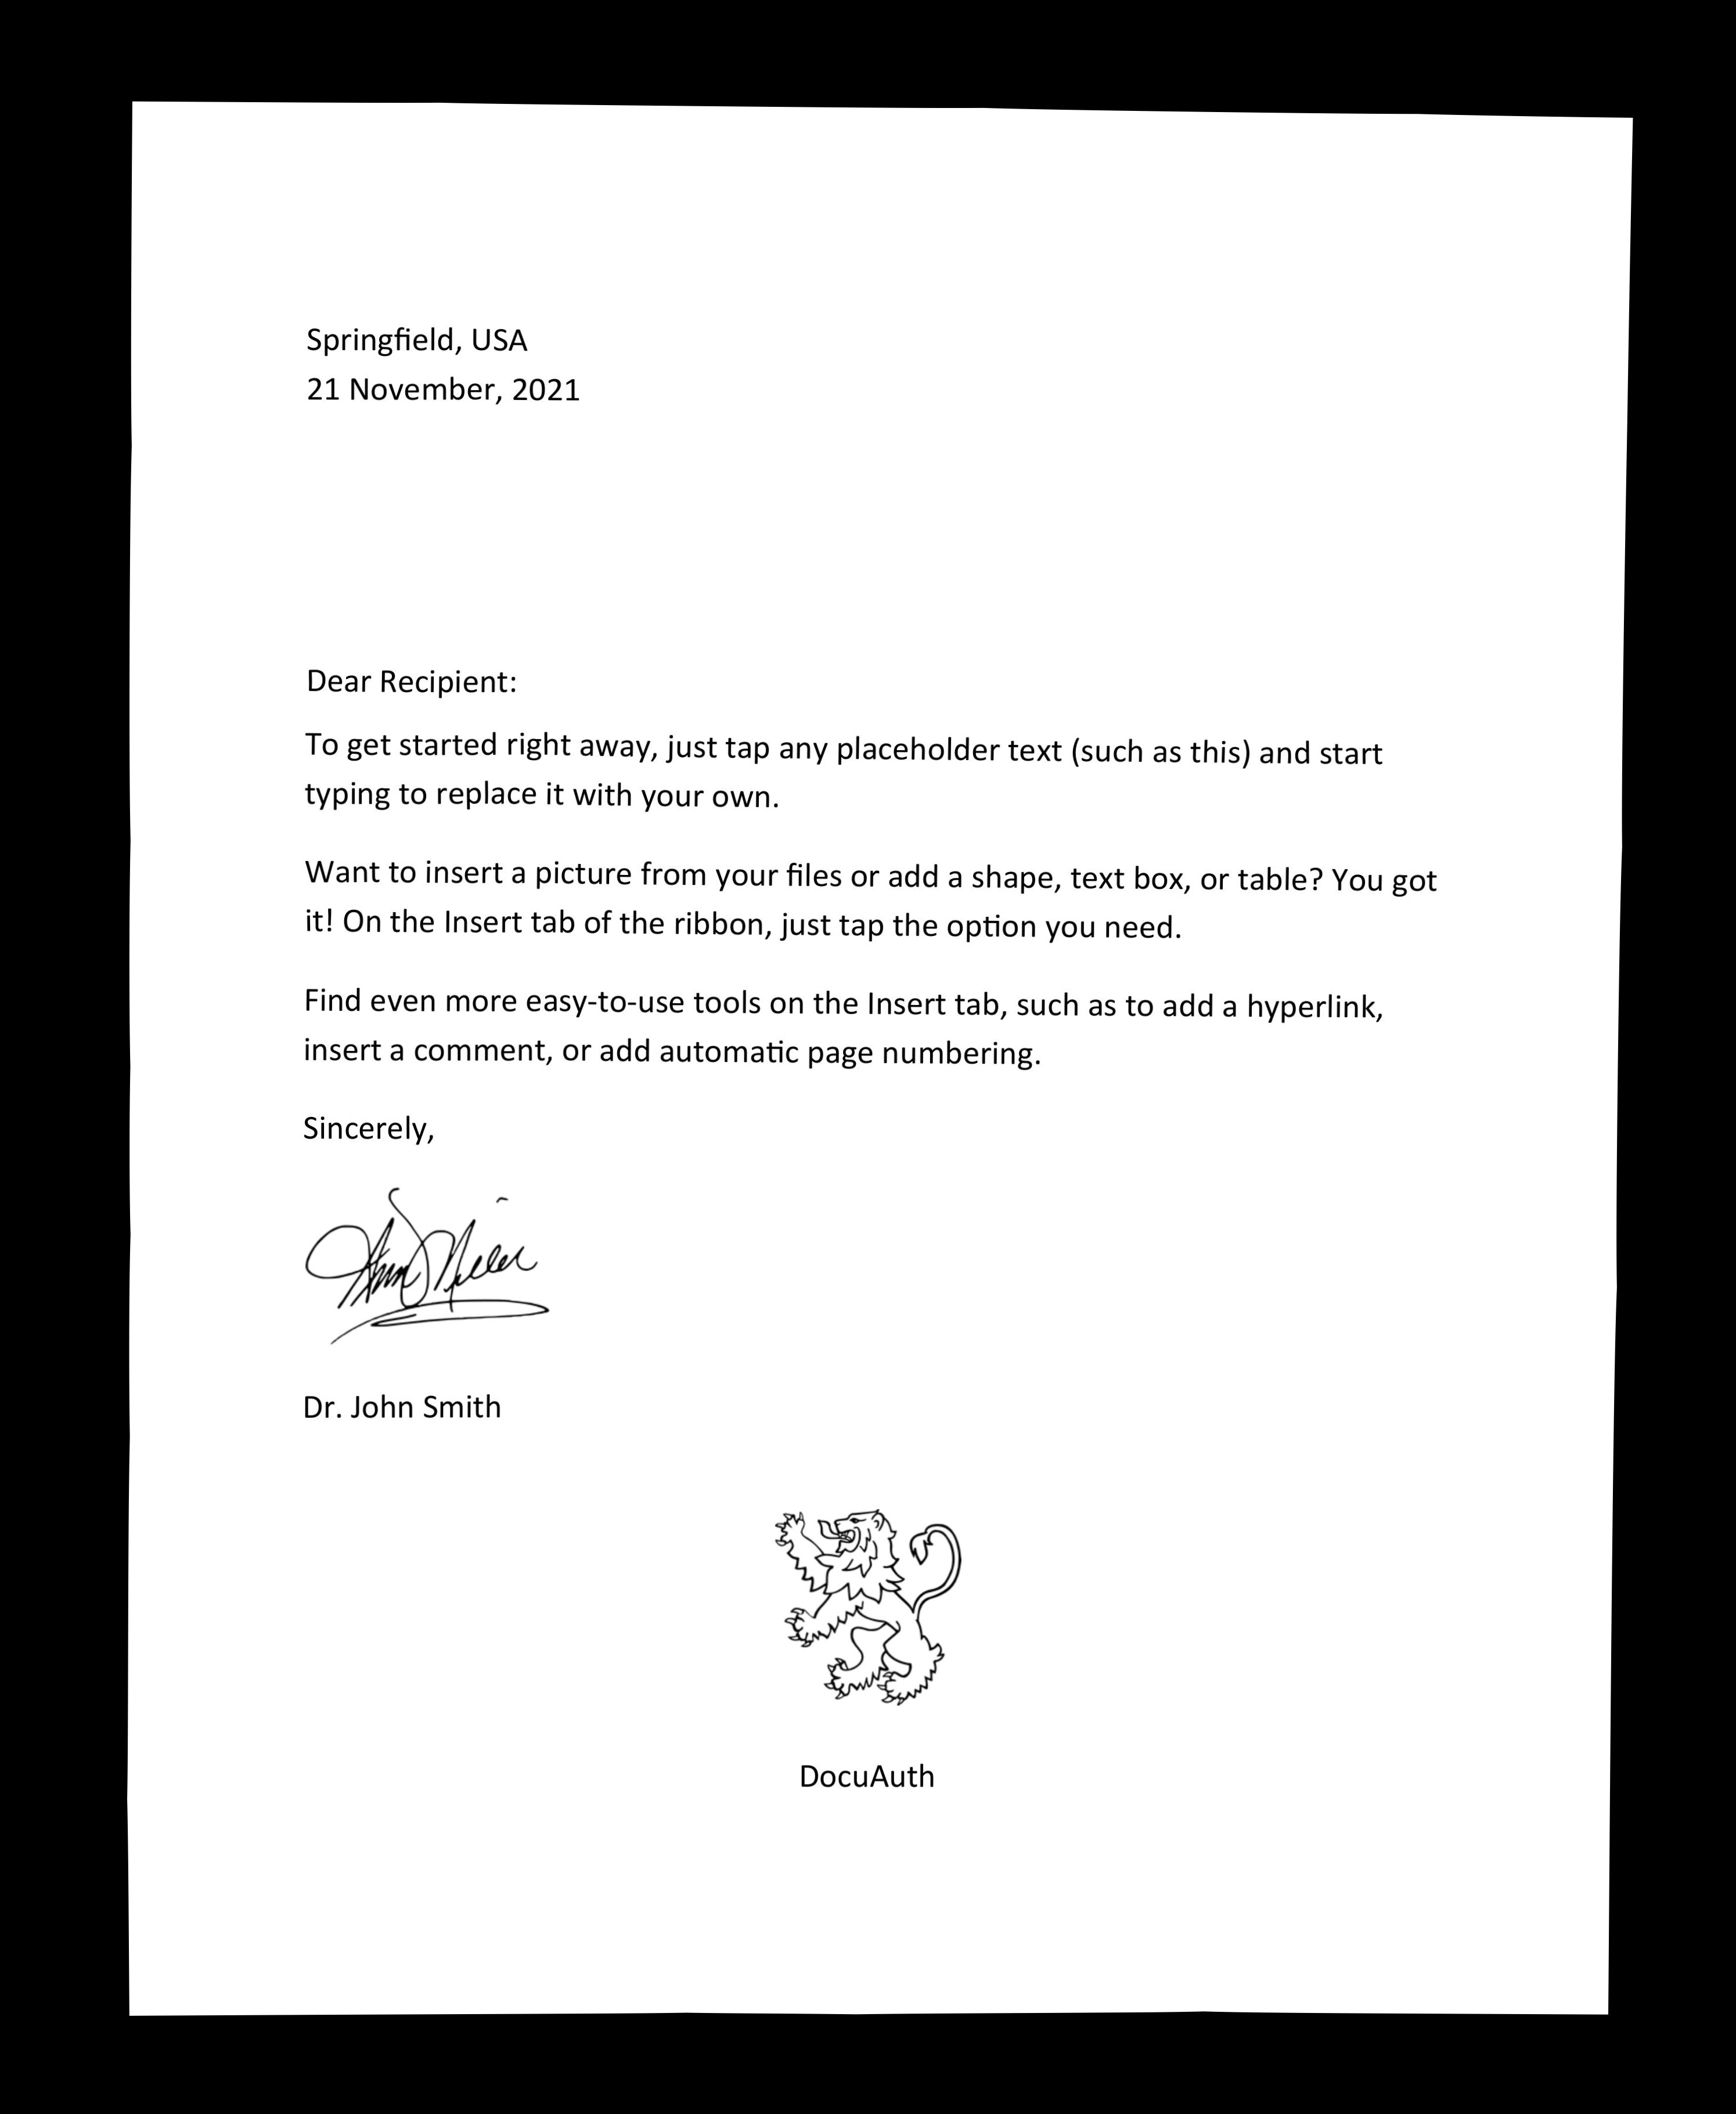 Springfield, USA
21 November, 2021
Dear Recipient:
To get started right away, just tap any placeholder text (such as this) and start
typing to replace it with your own.
Want to insert a picture from your files or add a shape, text box, or table? You got
it! On the Insert tab of the ribbon, just tap the option you need.
Find even more easy-to-use tools on the Insert tab, such as to add a hyperlink,
insert a comment, or add automatic page numbering.
Sincerely,
Dr. John Smith
DocuAuth